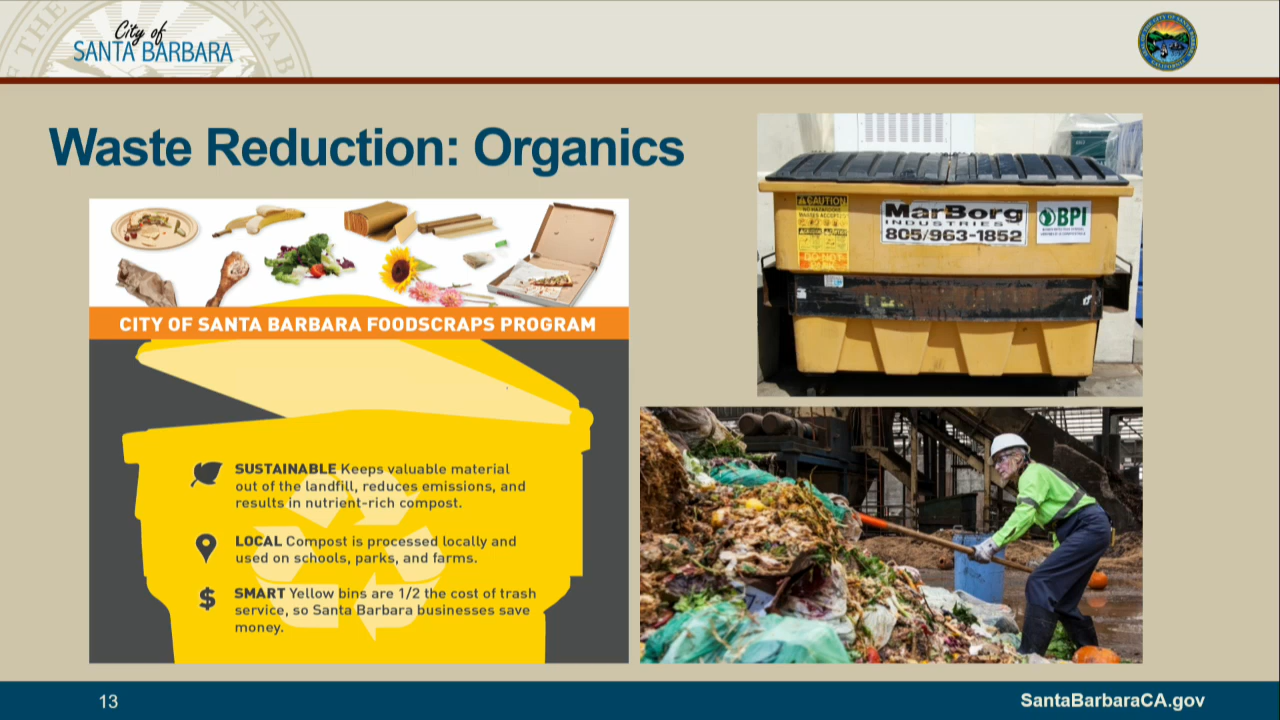 City of
SANTA BARBARA
Waste Reduction: Organics
CITY OF SANTA BARBARA FOODSCRAPS PROGRAM
SUSTAINABLE Keeps valuable material
out of the landfill, reduces emissions, and
results in nutrient-rich compost.
LOCAL Compost is processed locally and
used on schools, parks, and farms.
$
SMART Yellow bins are 1/2 the cost of trash
service, so Santa Barbara businesses save
money.
CAUTION
MarBorg
INDUSTRIES
805/963-1852
BPI
13
SantaBarbaraCA.gov